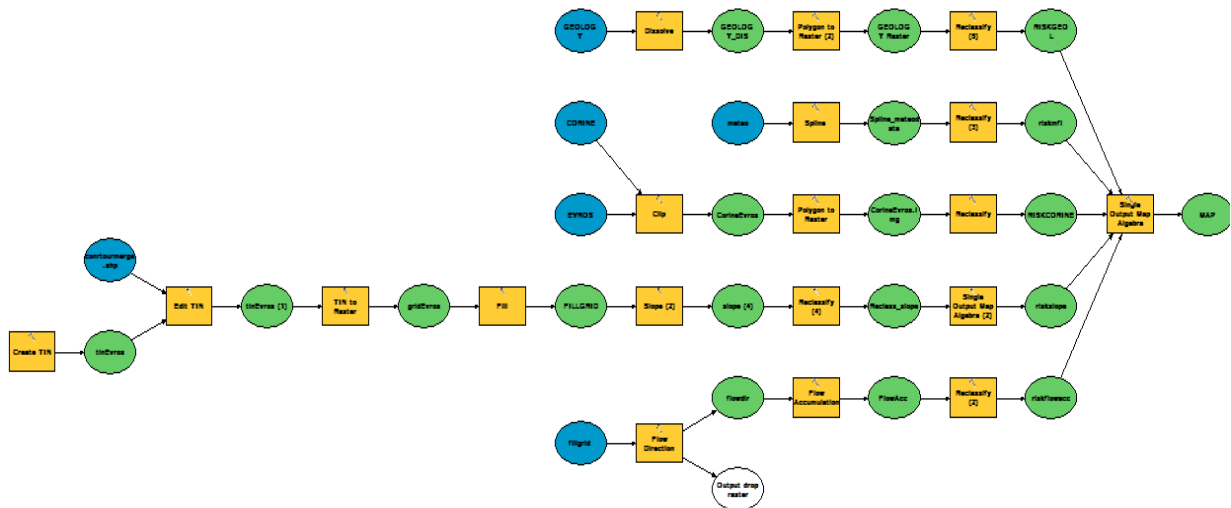 GEOLOG
Y
Dissolve
GEOLOG
Y_DIS
Polygon to
Raster (2)
GEOLOG
Y Raster
Reclassify
(5)
RISKGEO
L
CORINE
meteo
Spline
Spline_meteod
ata
Reclassify
(3)
riskmfi
EVROS
Clip
CorineEvros
Polygon to
Raster
CorineEvros.i
mg
Reclassify
RISKCORINE
Single
Output Map
Algebra
MAP
contourmerge
.shp
Edit TIN
tinEvros (1)
TIN to
Raster
gridEvros
Fill
FILLGRID
Slope (2)
slope (4)
Reclassify
(4)
Reclass_slope
Single
Output Map
Algebra (2)
riskslope
Create TIN
tinEvros
flowdir
Flow
Accumulation
FlowAcc
Reclassify
(2)
riskflowacc
fillgrid
Flow
Direction
Output drop
raster